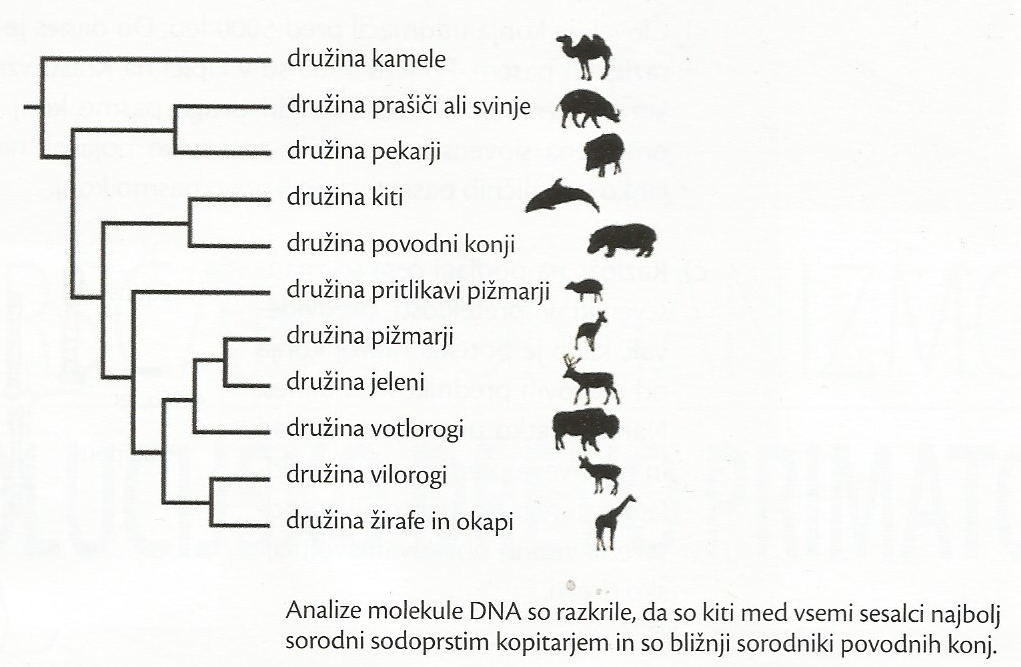 družina kamele
družina prašiči ali svinje
družina pekarji
družina kiti
družina povodni konji
družina pritlikavi pižmarji
družina pižmarji
družina jeleni
družina votlorogi
družina vilorogi
družina žirafe in okapi
Analize molekule DNA so razkrile, da so kiti med vsemi sesalci najbolj
sorodni sodoprstim kopitarjem in so bližnji sorodniki povodnih konj.